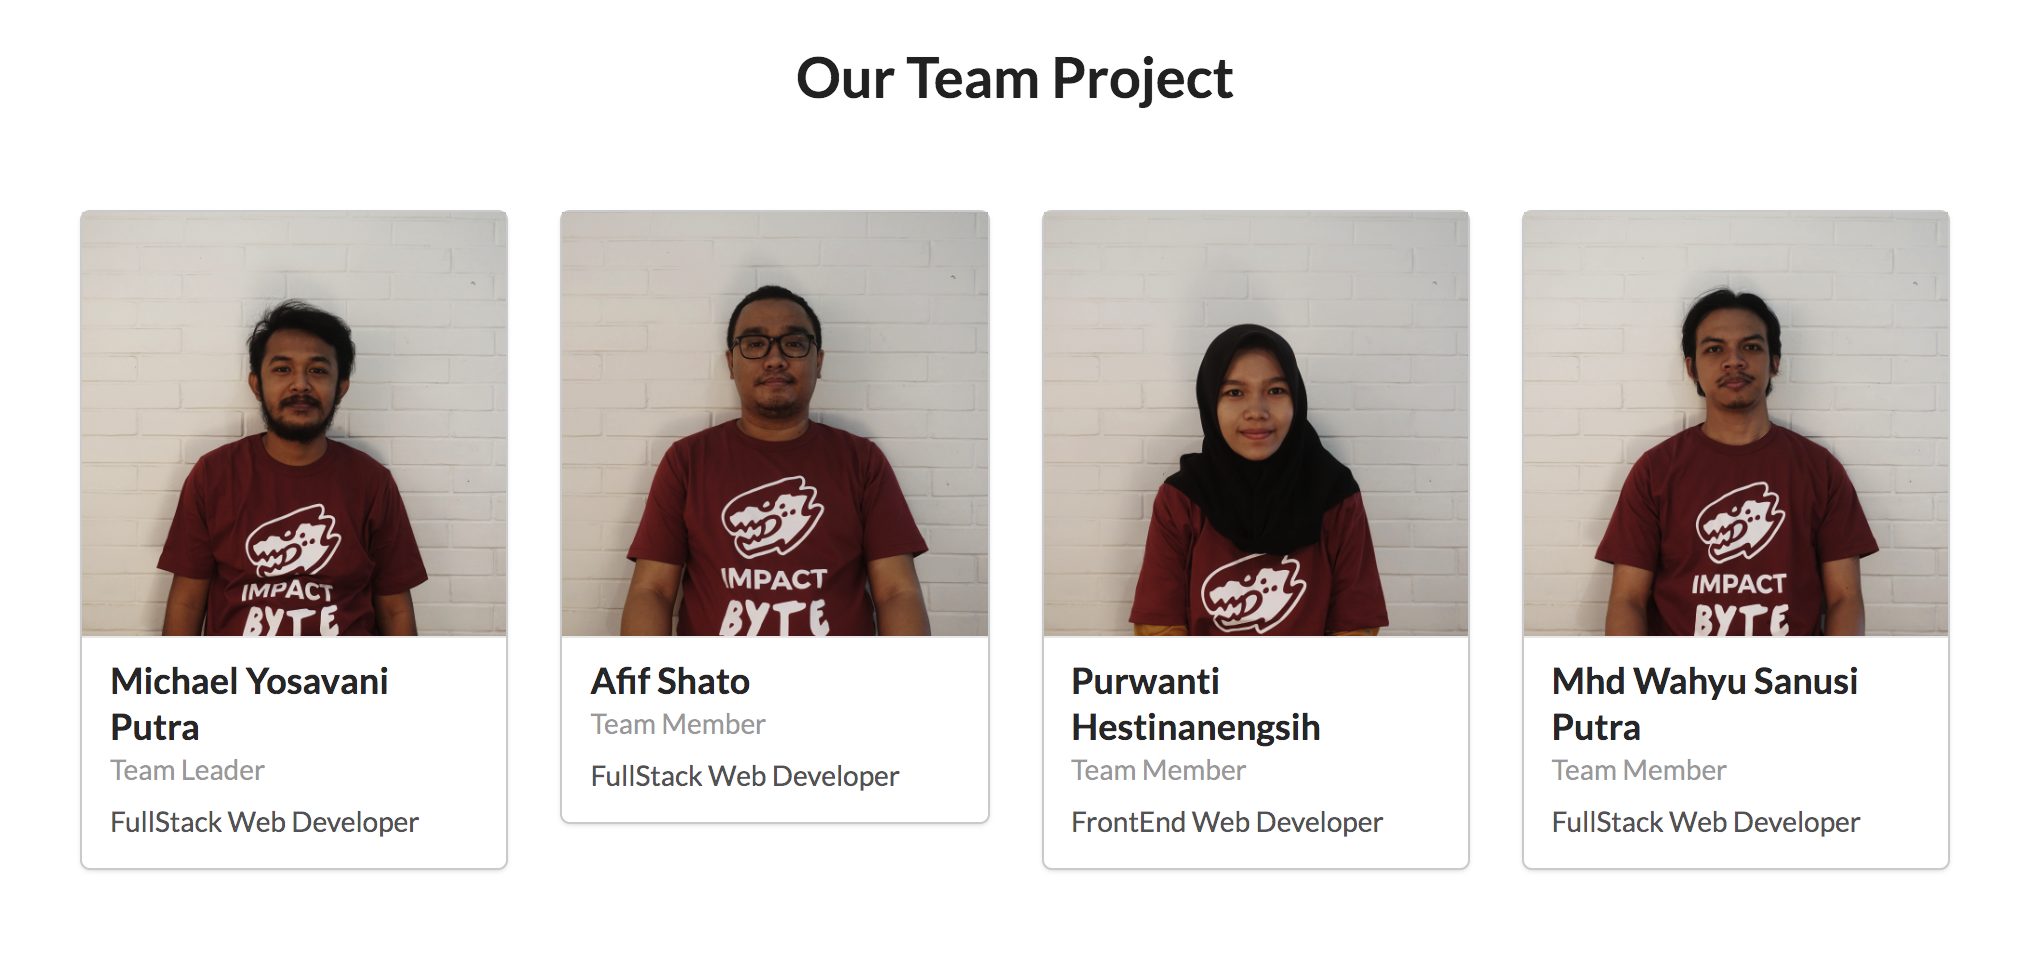 Our Team Project
IMPACT
BYTE
IMPACT
BYTE
IMPACT
BYTE
Michael Yosavani
Putra
Team Leader
FullStack Web Developer
Afif Shato
Team Member
FullStack Web Developer
Purwanti
Hestinanengsih
Team Member
FrontEnd Web Developer
Mhd Wahyu Sanusi
Putra
Team Member
FullStack Web Developer